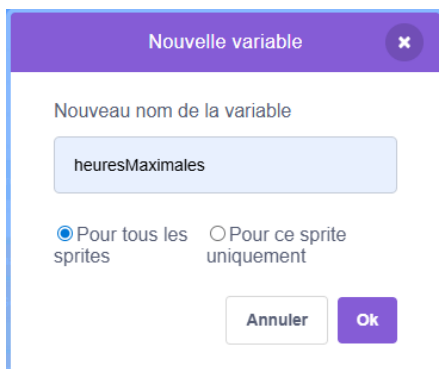 Nouvelle variable
Nouveau nom de la variable
heuresMaximales
Pour tous les sprites
Pour ce sprite uniquement
Annuler Ok